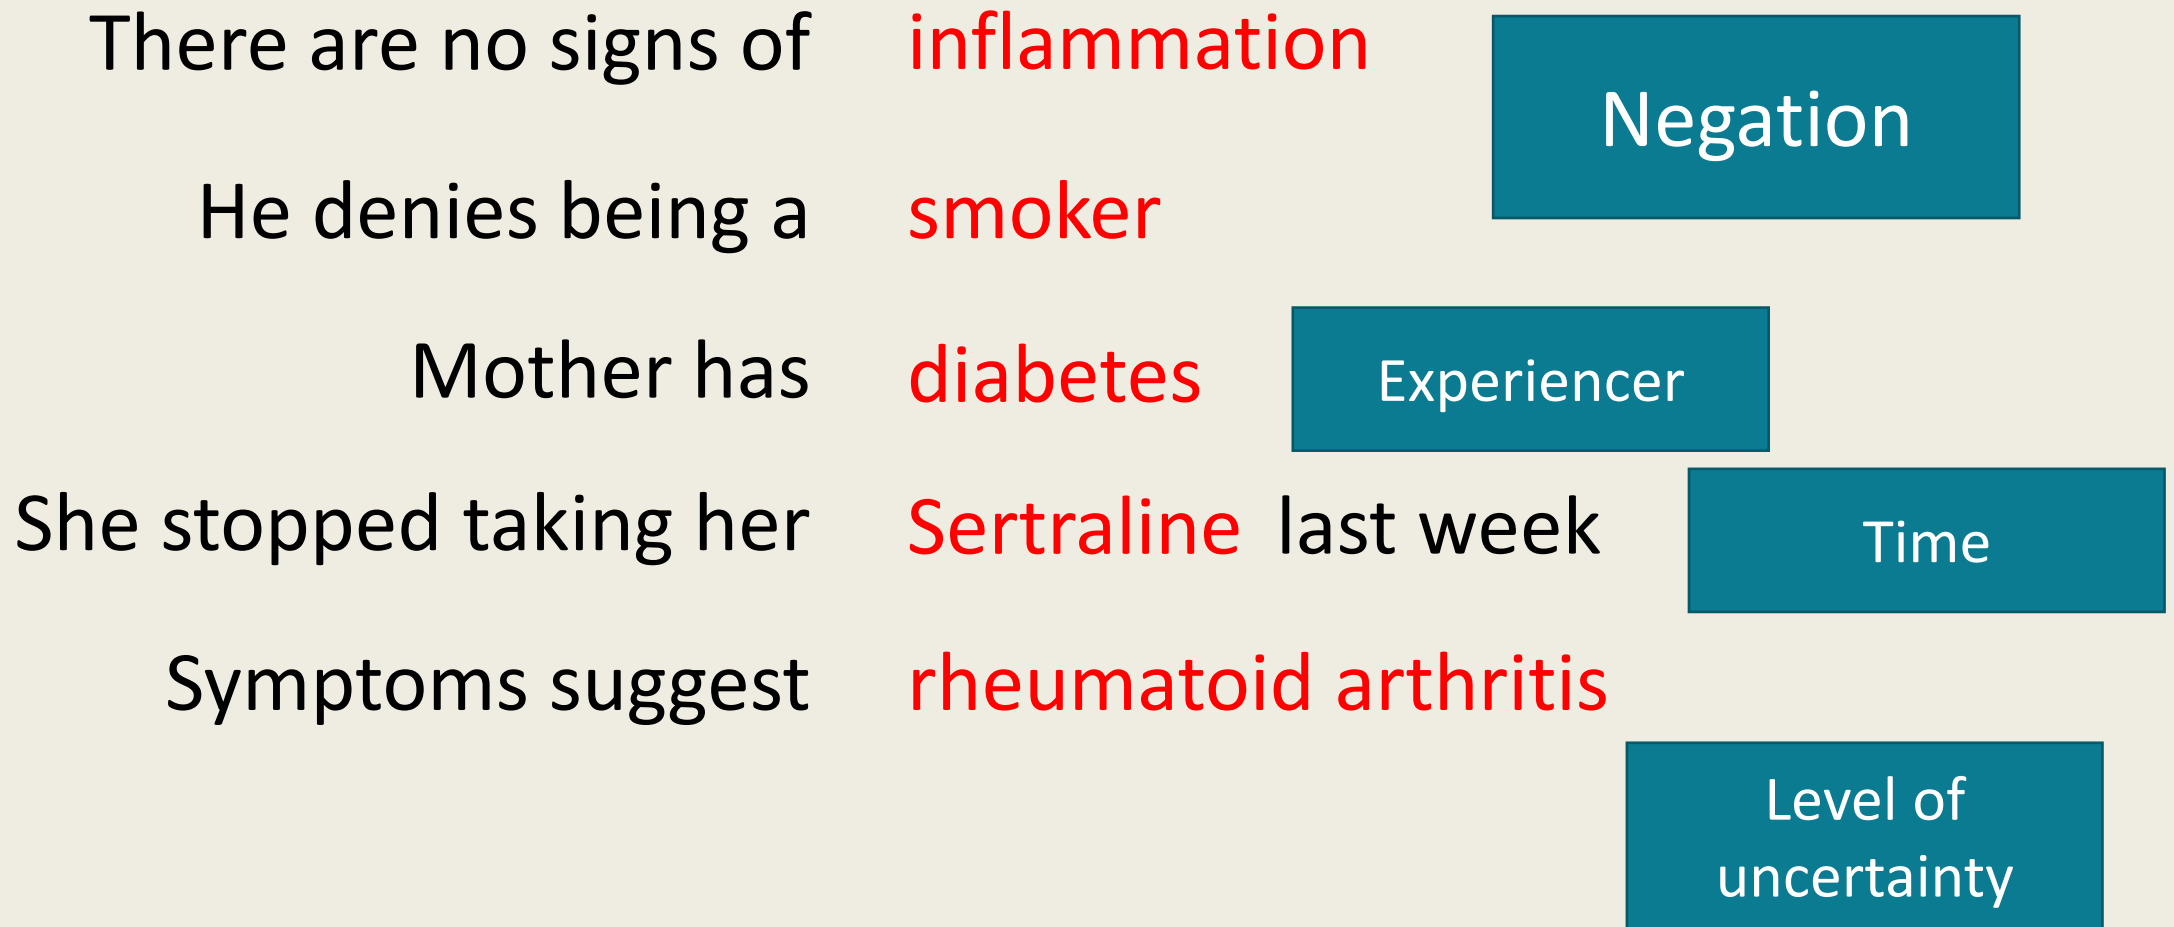 There are no signs of inflammation
Negation
He denies being a smoker
Mother has diabetes
Experiencer
She stopped taking her Sertraline last week
Time
Symptoms suggest rheumatoid arthritis
Level of
uncertainty